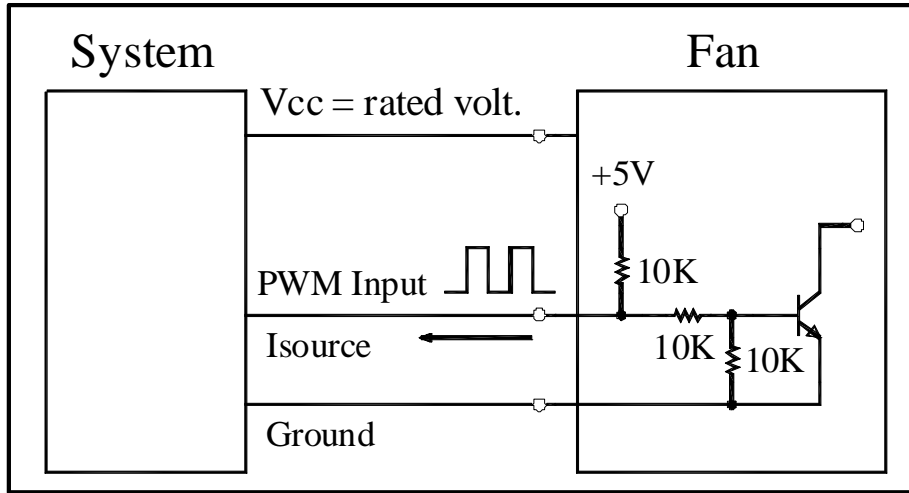 System
Fan
Vcc = rated volt.
+5V
10K
PWM Input
10K
10K
Isource
Ground